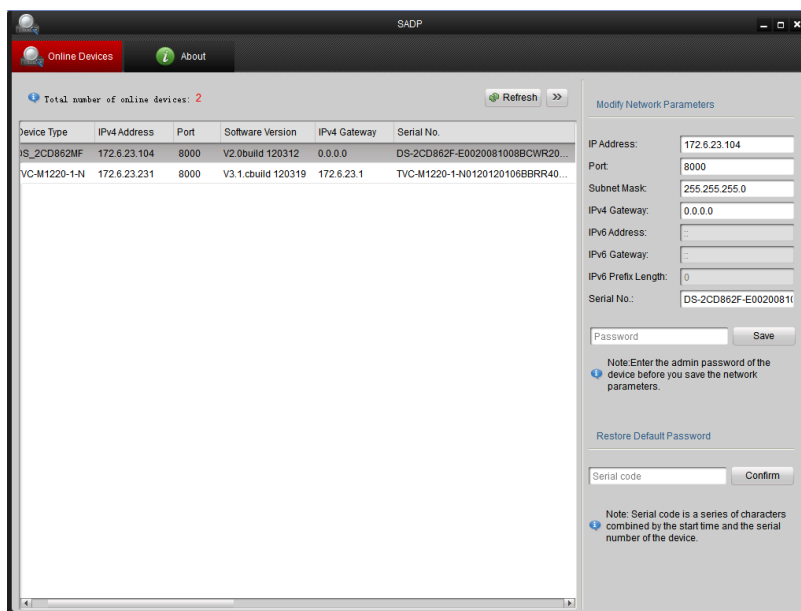 SADP
Online Devices
About
Total number of online devices: 2
Refresh
>>
Device Type IPv4 Address Port Software Version IPv4 Gateway Serial No.
DS_2CD862MF 172.6.23.104 8000 V2.0build 120312 0.0.0.0 DS-2CD862F-E0020081008BCWR20...
TVC-M1220-1-N 172.6.23.231 8000 V3.1.cbuild 120319 172.6.23.1 TVC-M1220-1-N0120120106BBRR40...
Modify Network Parameters
IP Address: 172.6.23.104
Port: 8000
Subnet Mask: 255.255.255.0
IPv4 Gateway: 0.0.0.0
IPv6 Address: ::
IPv6 Gateway: ::
IPv6 Prefix Length: 0
Serial No.: DS-2CD862F-E0020081(
Password
Save
Note:Enter the admin password of the
device before you save the network
parameters.
Restore Default Password
Serial code
Confirm
Note: Serial code is a series of characters
combined by the start time and the serial
number of the device.